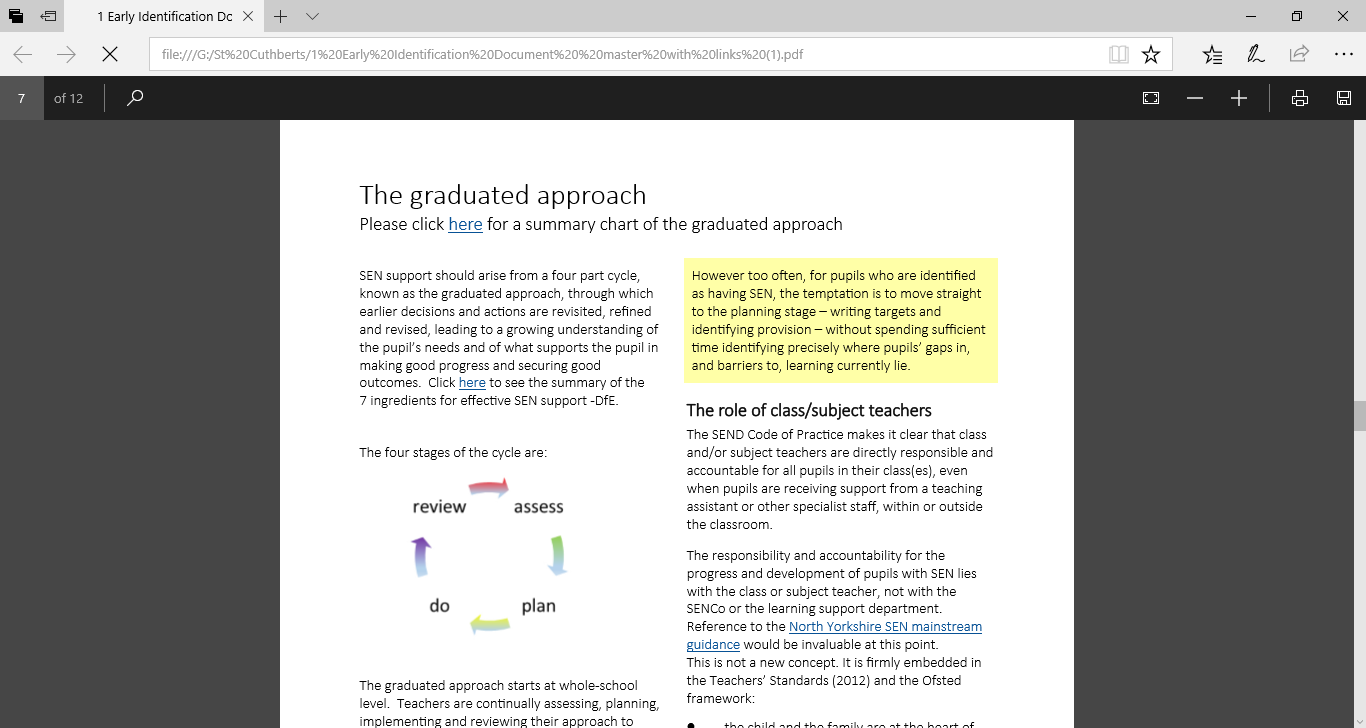 1 Early Identification Dc
file:///G:/St%20Cuthberts/1%20Early%20Identification%20Document%20%20master%20with%20links%20(1).pdf
7 of 12
The graduated approach
Please click here for a summary chart of the graduated approach
SEN support should arise from a four part cycle,
known as the graduated approach, through which
earlier decisions and actions are revisited, refined
and revised, leading to a growing understanding of
the pupil's needs and of what supports the pupil in
making good progress and securing good
outcomes.  Click here to see the summary of the
7 ingredients for effective SEN support -DfE.
The four stages of the cycle are:
review assess
do plan
The graduated approach starts at whole-school
level.  Teachers are continually assessing, planning,
implementing and reviewing their approach to
However too often, for pupils who are identified
as having SEN, the temptation is to move straight
to the planning stage – writing targets and
identifying provision – without spending sufficient
time identifying precisely where pupils' gaps in,
and barriers to, learning currently lie.
The role of class/subject teachers
The SEND Code of Practice makes it clear that class
and/or subject teachers are directly responsible and
accountable for all pupils in their class(es), even
when pupils are receiving support from a teaching
assistant or other specialist staff, within or outside
the classroom.
The responsibility and accountability for the
progress and development of pupils with SEN lies
with the class or subject teacher, not with the
SENCo or the learning support department.
Reference to the North Yorkshire SEN mainstream
guidance would be invaluable at this point.
This is not a new concept. It is firmly embedded in
the Teachers' Standards (2012) and the Ofsted
framework:
● the child and the family are at the heart of